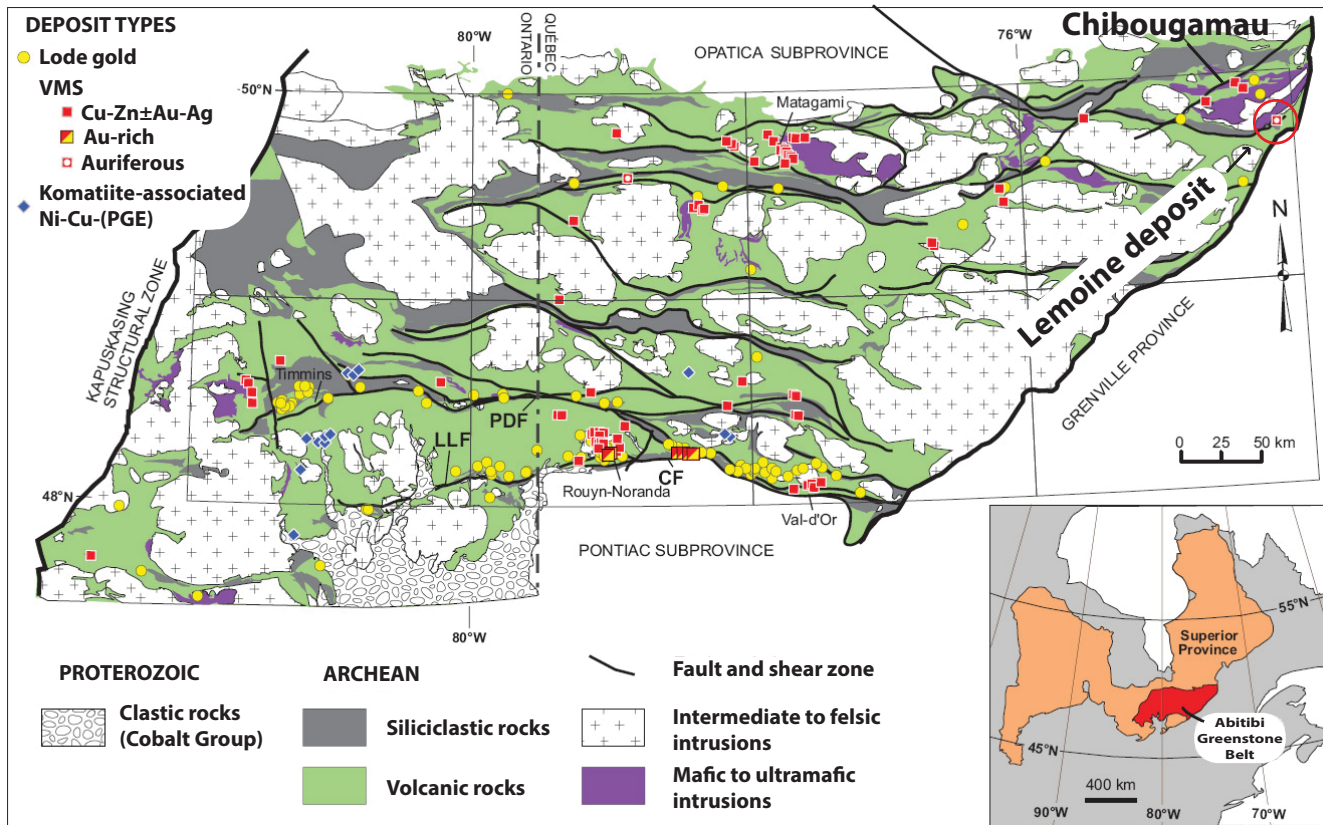 DEPOSIT TYPES
Lode gold
VMS
Cu-Zn±Au-Ag
Au-rich
Auriferous
Komatiite-associated
Ni-Cu-(PGE)
80°W
ONTARIO
QUÉBEC
OPATICA SUBPROVINCE
76°W
Chibougamau
50°N
Matagami
Lemoine deposit
N
KAPUSKASING
STRUCTURAL ZONE
GRENVILLE PROVINCE
Timmins
PDF
LLF
CF
Rouyn-Noranda
Val-d'Or
0 25 50 km
48°N
PONTIAC SUBPROVINCE
80°W
PROTEROZOIC
Clastic rocks
(Cobalt Group)
ARCHEAN
Siliciclastic rocks
Volcanic rocks
Fault and shear zone
Intermediate to felsic
intrusions
Mafic to ultramafic
intrusions
55°N
Superior
Province
Abitibi
Greenstone
Belt
45°N
400 km
90°W
80°W
70°W